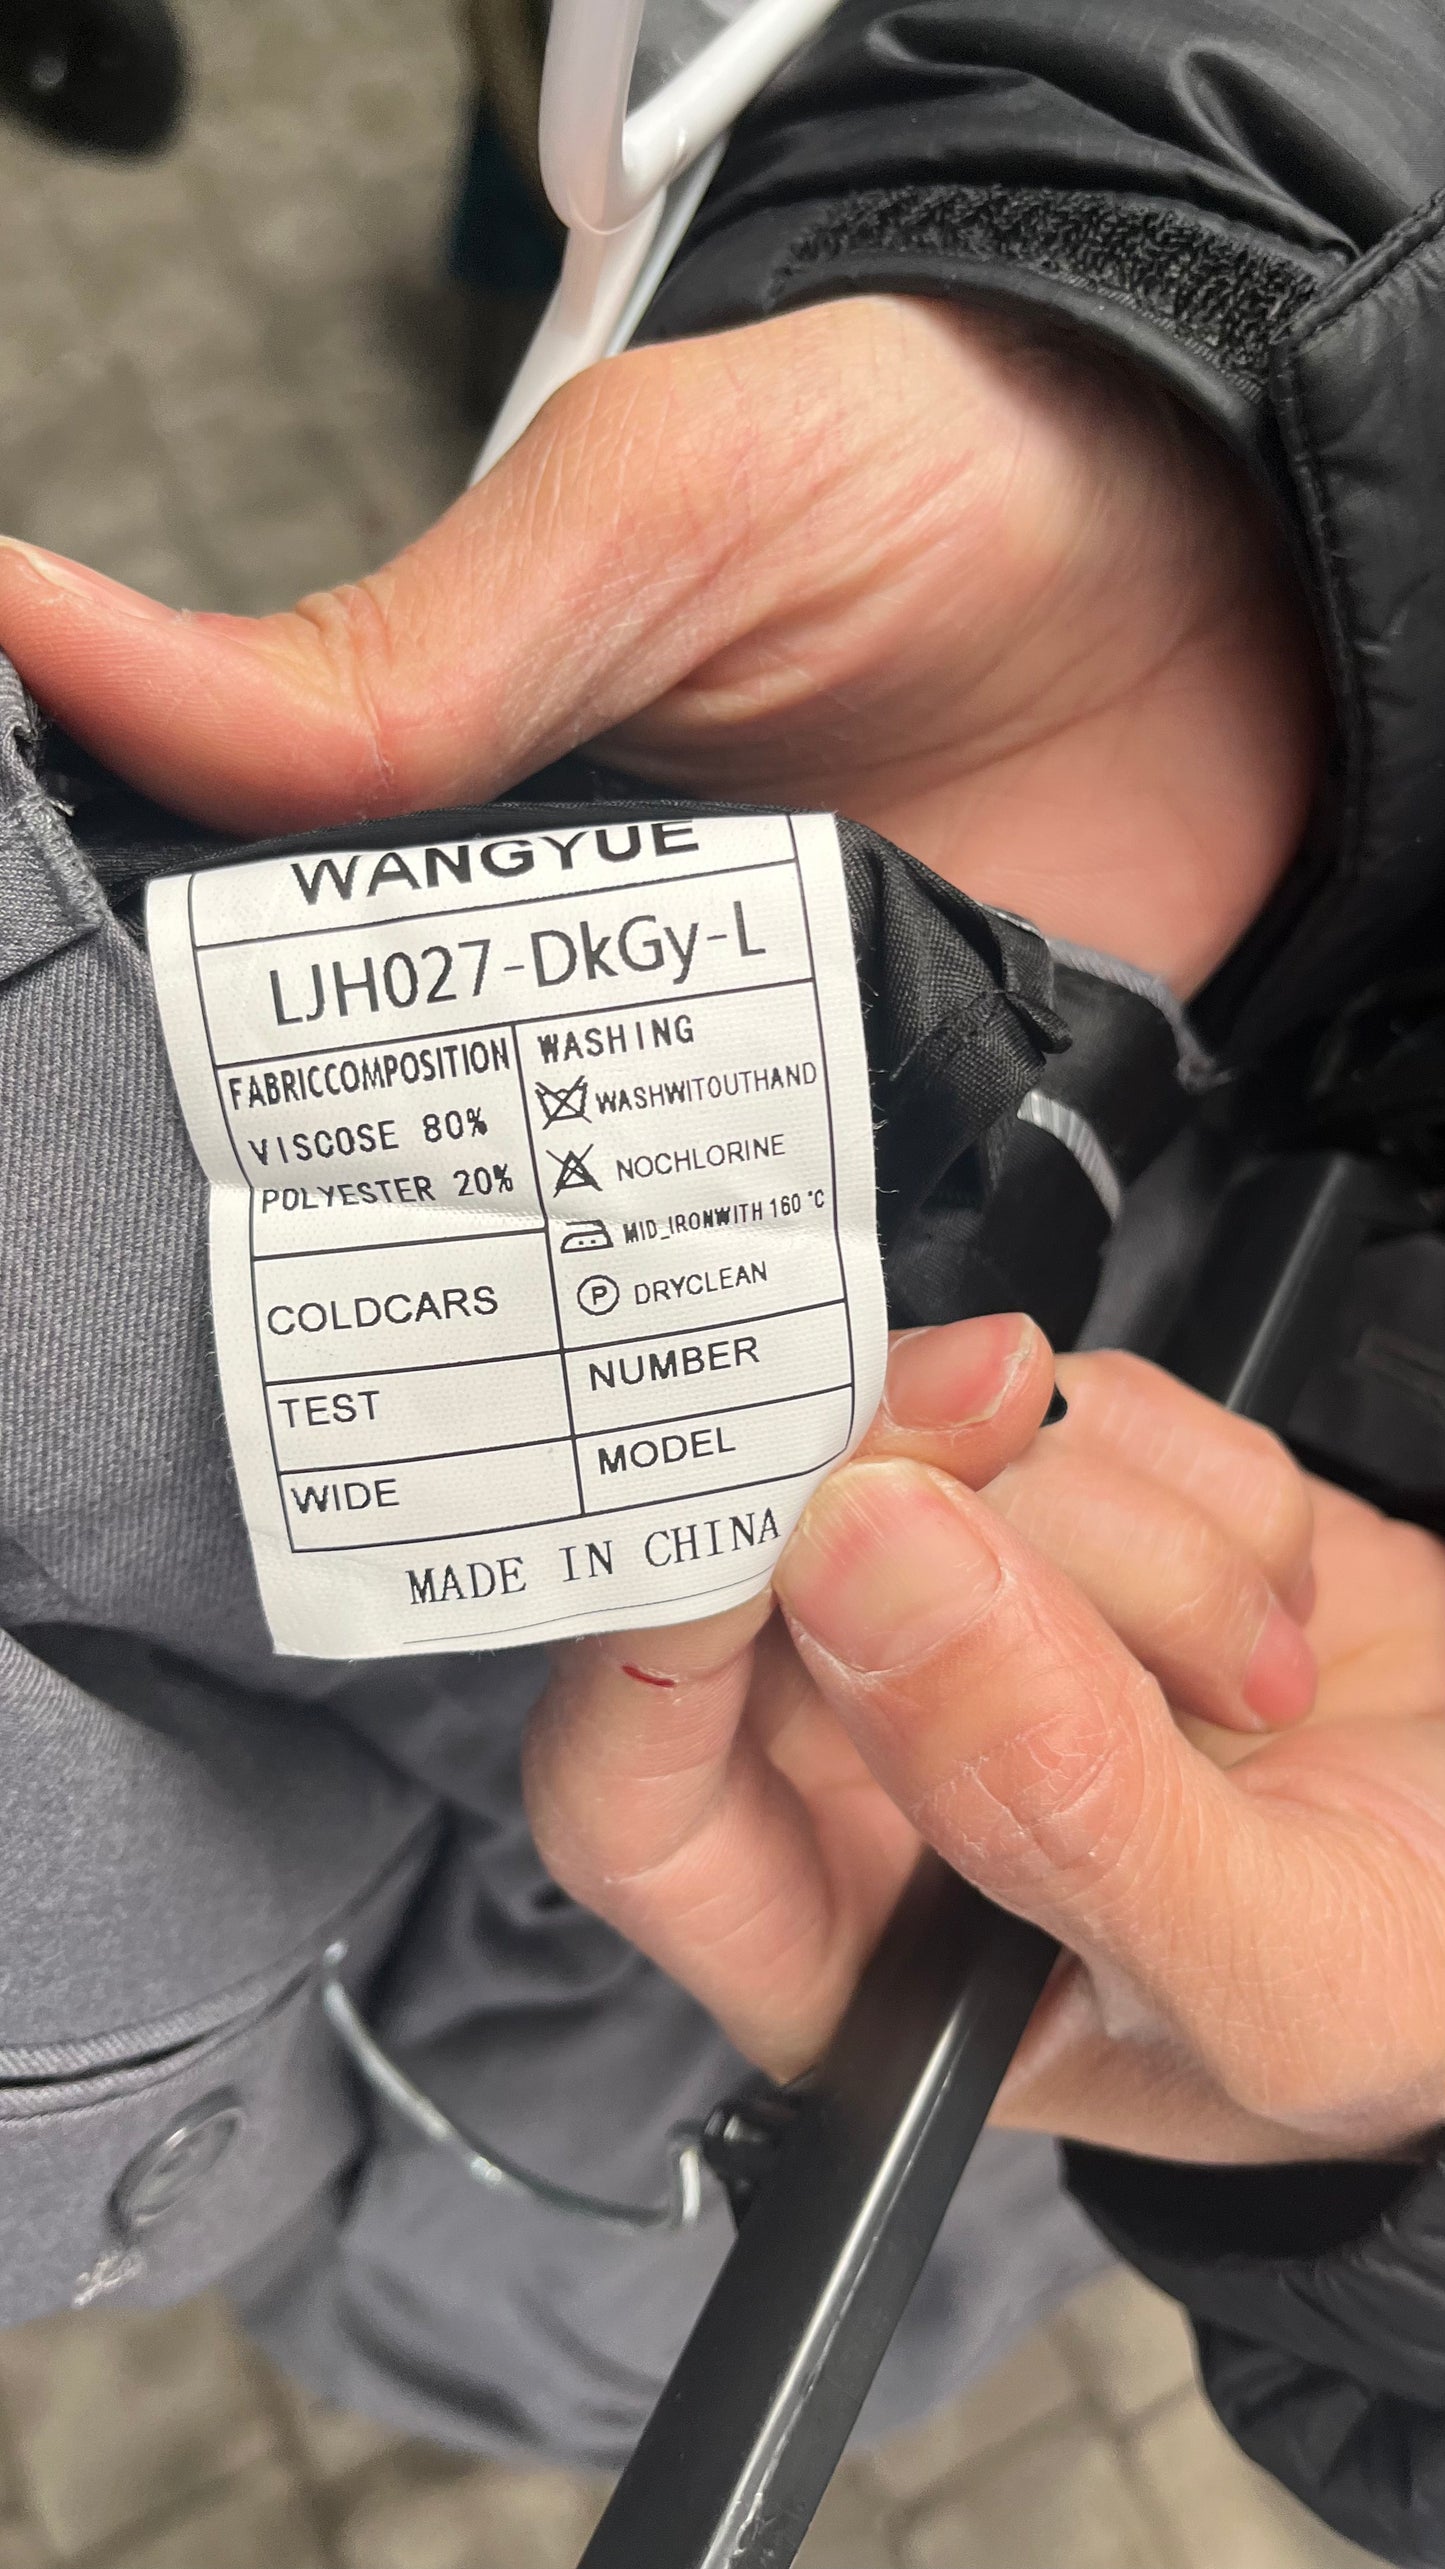 WANGYUE
LJH027-DkGy-L
FABRICCOMPOSITION
VISCOSE 80%
POLYESTER 20%
WASHING
WASHWITOUTHAND
NOCHLORINE
MID_IRONWITH 160 °C
P DRYCLEAN
COLDCARS
TEST
NUMBER
WIDE
MODEL
MADE IN CHINA